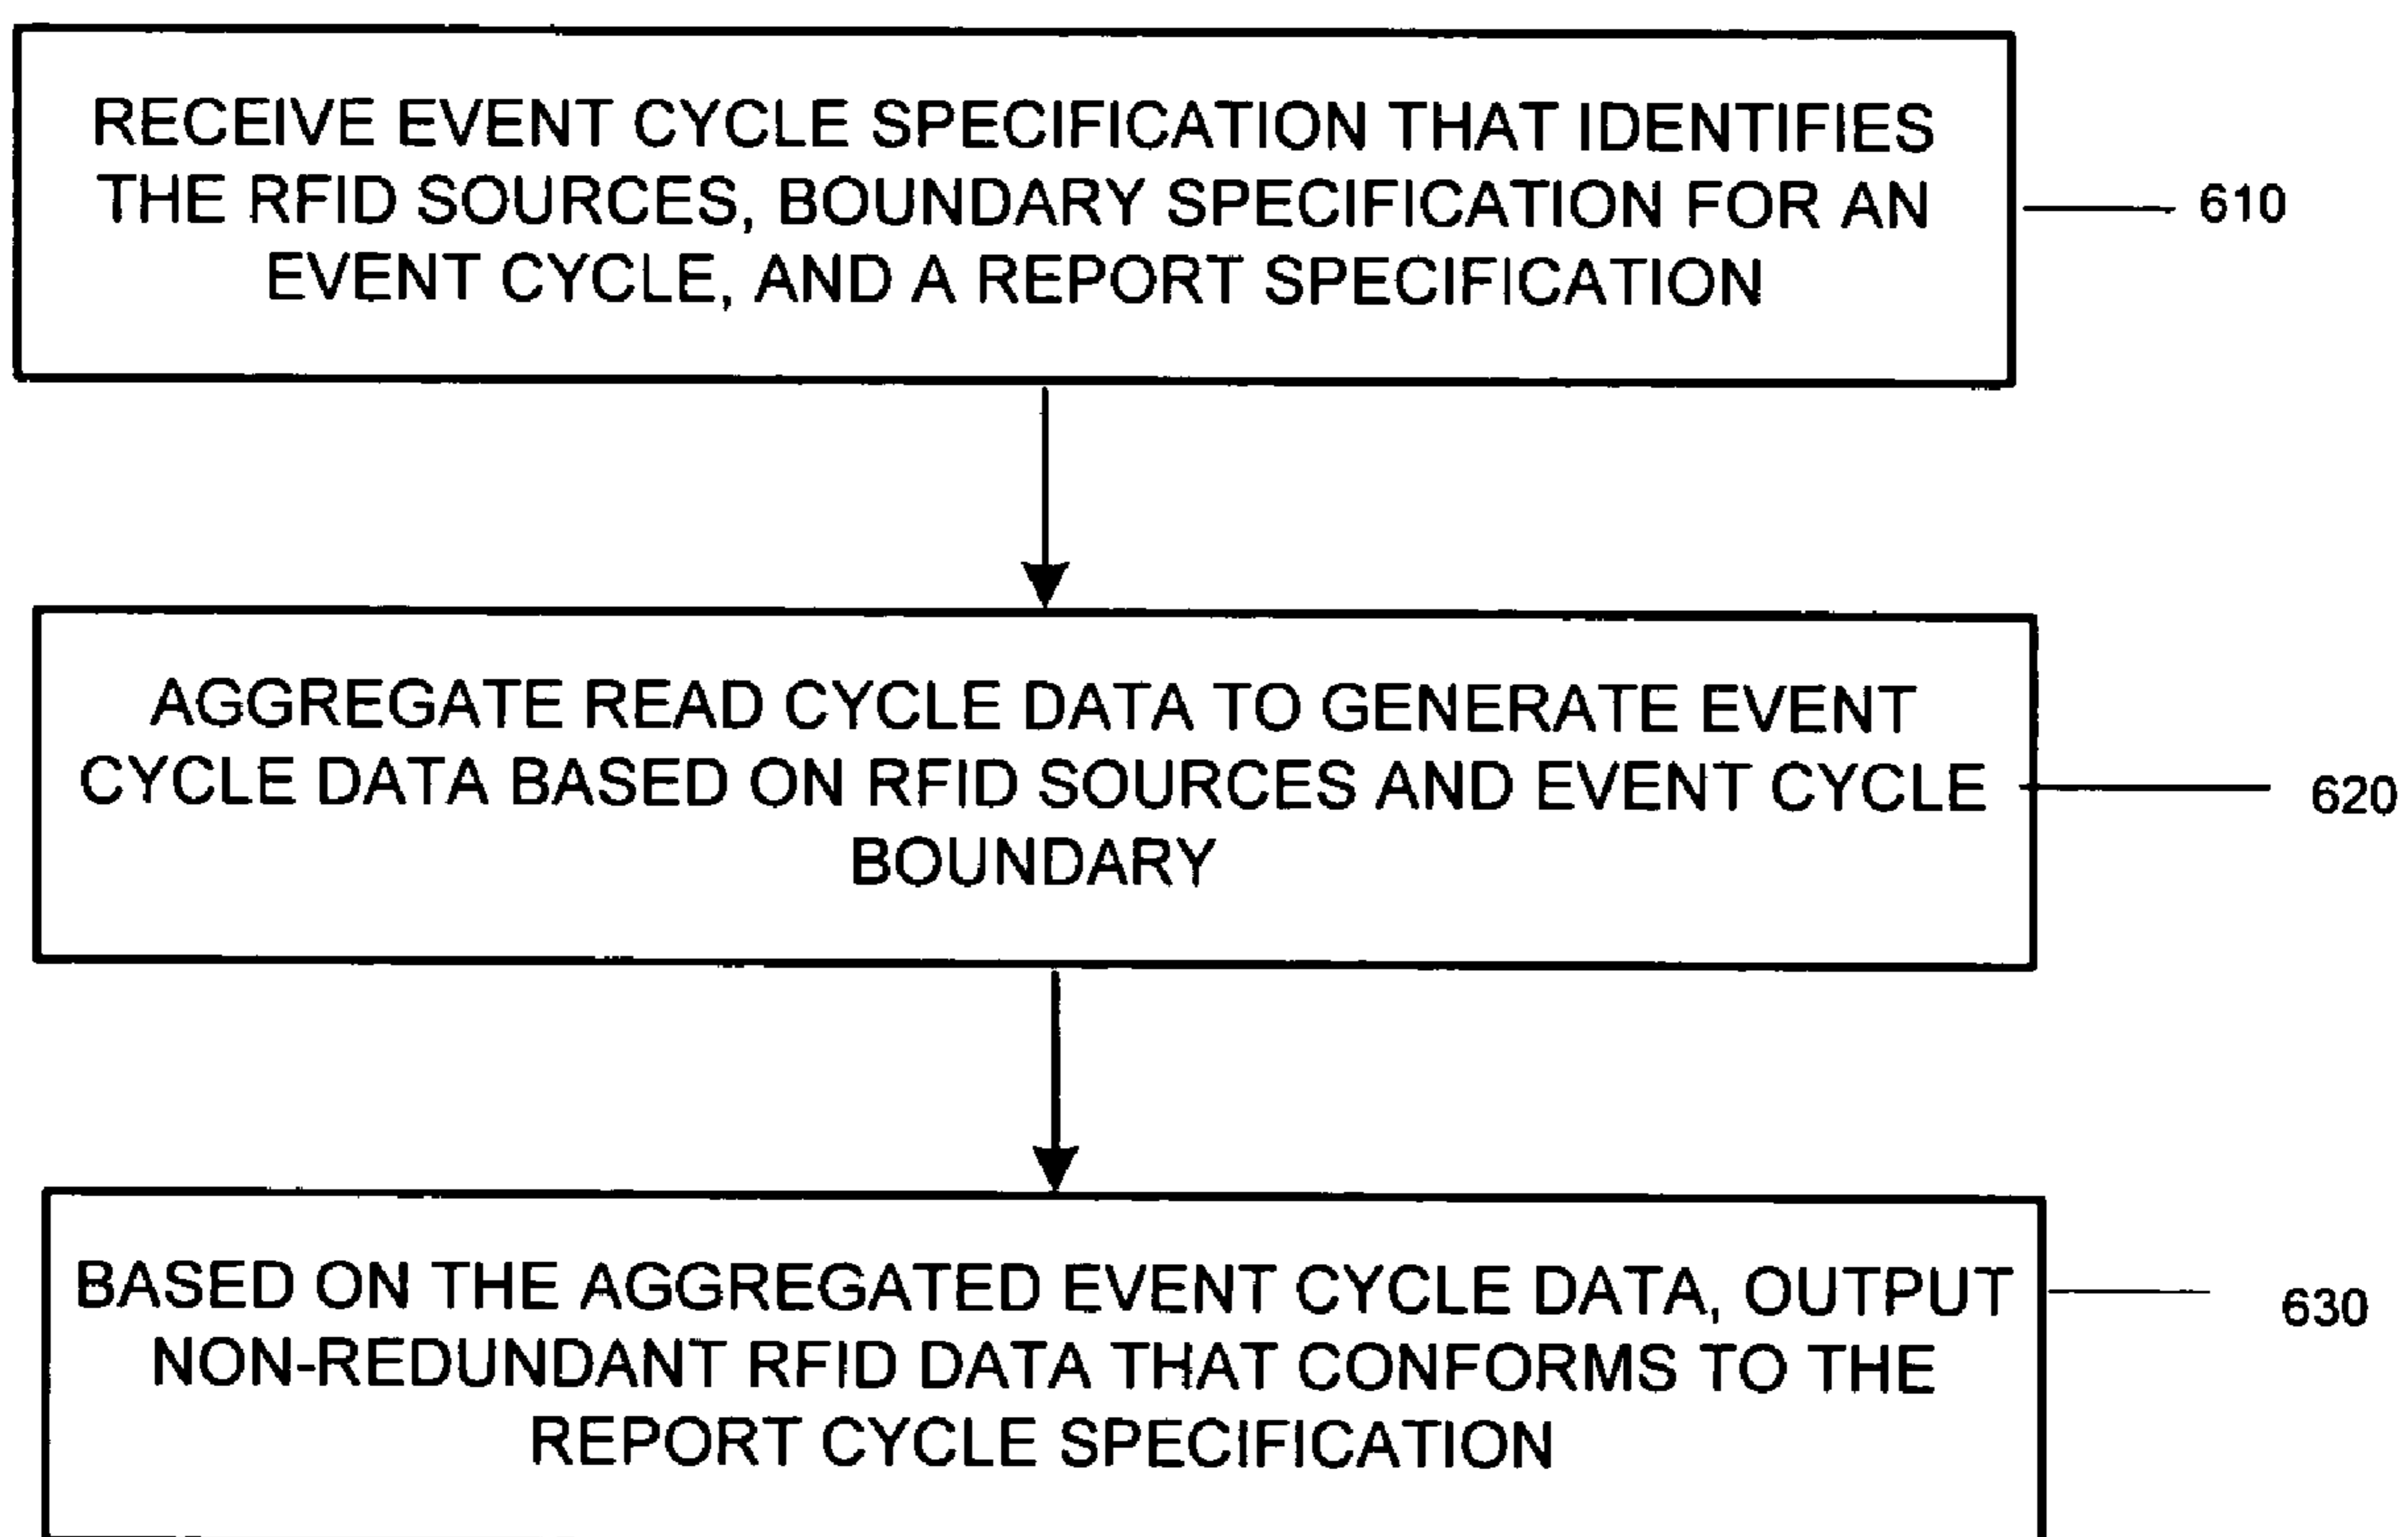 RECEIVE EVENT CYCLE SPECIFICATION THAT IDENTIFIES
THE RFID SOURCES, BOUNDARY SPECIFICATION FOR AN
EVENT CYCLE, AND A REPORT SPECIFICATION
610
AGGREGATE READ CYCLE DATA TO GENERATE EVENT
CYCLE DATA BASED ON RFID SOURCES AND EVENT CYCLE
BOUNDARY
620
BASED ON THE AGGREGATED EVENT CYCLE DATA, OUTPUT
NON-REDUNDANT RFID DATA THAT CONFORMS TO THE
REPORT CYCLE SPECIFICATION
630